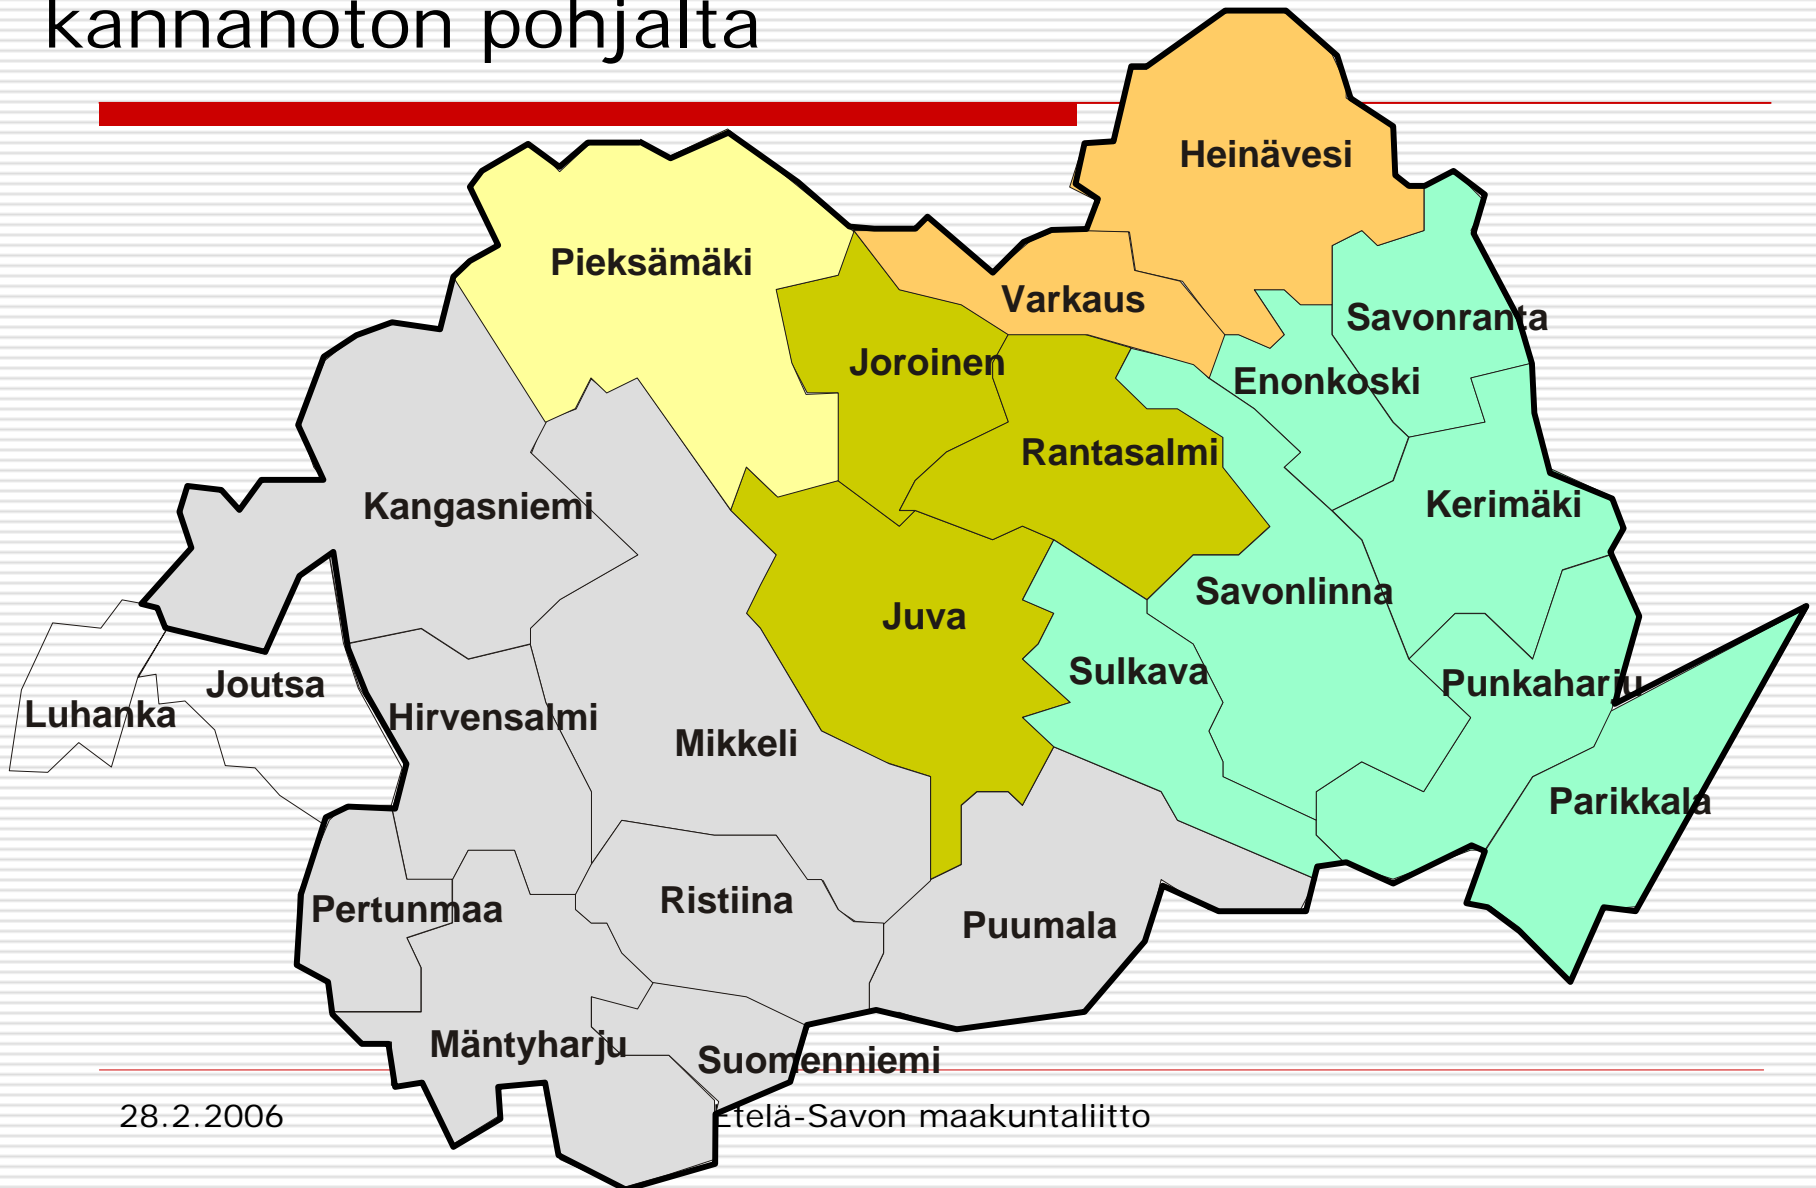 kannanoton pohjalta
Heinävesi
Pieksämäki
Varkaus
Savonranta
Joroinen
Enonkoski
Rantasalmi
Kangasniemi
Kerimäki
Savonlinna
Juva
Sulkava
Joutsa
Punkaharju
Luhanka
Hirvensalmi
Mikkeli
Parikkala
Pertunmaa
Ristiina
Puumala
Mäntyharju
Suomenniemi
28.2.2006
Etelä-Savon maakuntaliitto